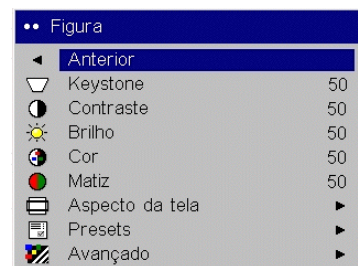 Figura
Anterior
Keystone 50
Contraste 50
Brilho 50
Cor 50
Matiz 50
Aspecto da tela
Presets
Avançado